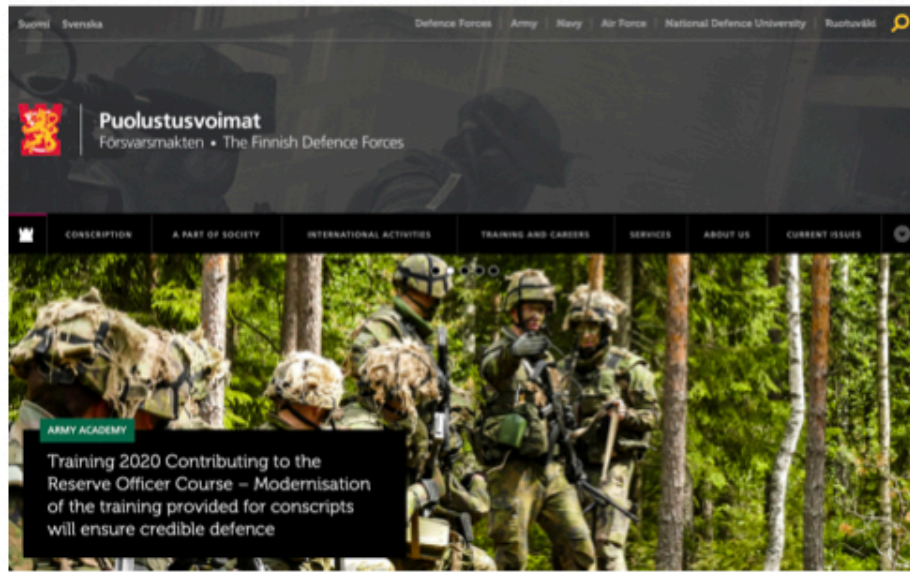 Suomi Svenska
Defence Forces Army Navy Air Force National Defence University Ruotuväki
Puolustusvoimat
Försvarsmakten • The Finnish Defence Forces
CONSCRIPTION A PART OF SOCIETY INTERNATIONAL ACTIVITIES TRAINING AND CAREERS SERVICES ABOUT US CURRENT ISSUES
ARMY ACADEMY
Training 2020 Contributing to the
Reserve Officer Course – Modernisation
of the training provided for conscripts
will ensure credible defence